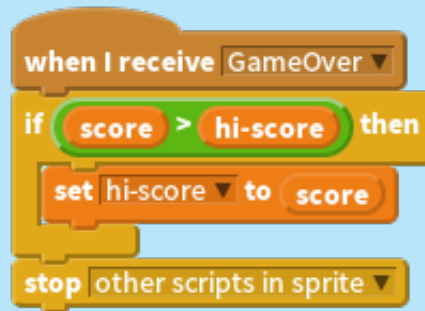 when I receive GameOver
if score > hi-score then
set hi-score to score
stop other scripts in sprite